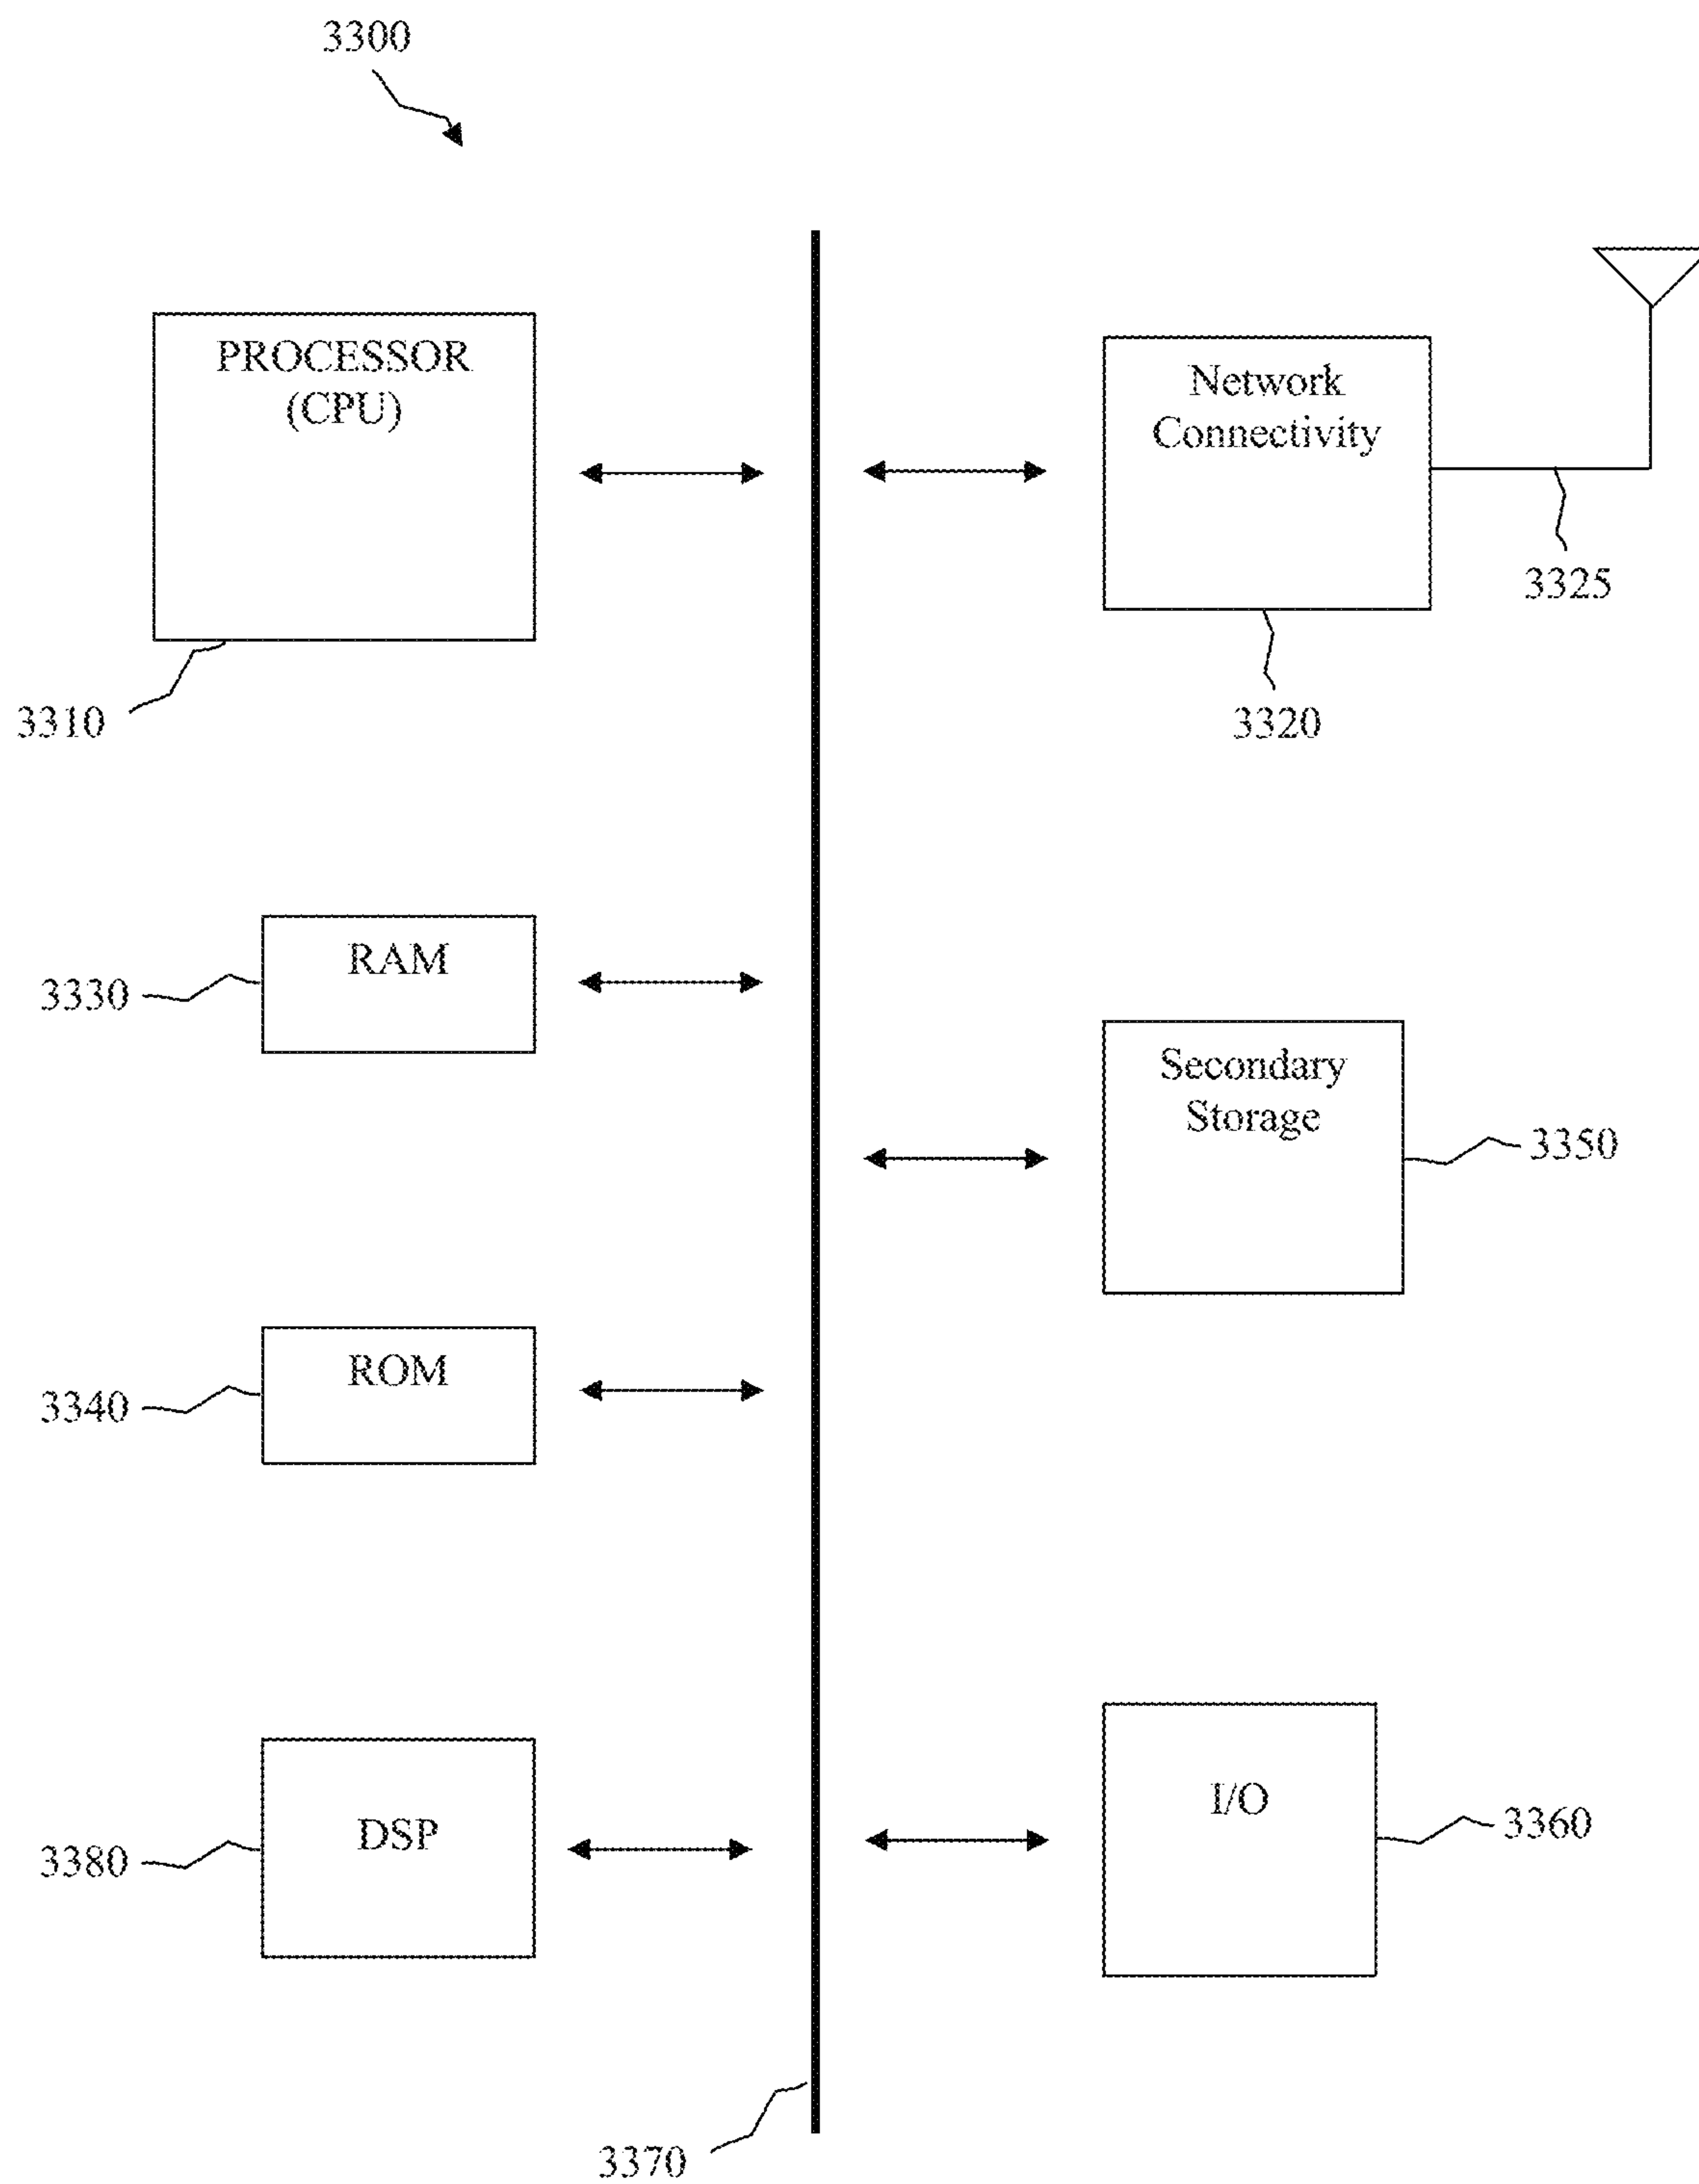 3300
PROCESSOR
(CPU)
3310
Network
Connectivity
3325
3320
RAM
3330
Secondary
Storage
3350
ROM
3340
DSP
3380
I/O
3360
3370